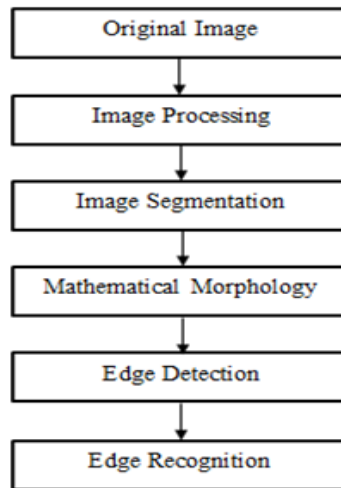 Original Image
Image Processing
Image Segmentation
Mathematical Morphology
Edge Detection
Edge Recognition